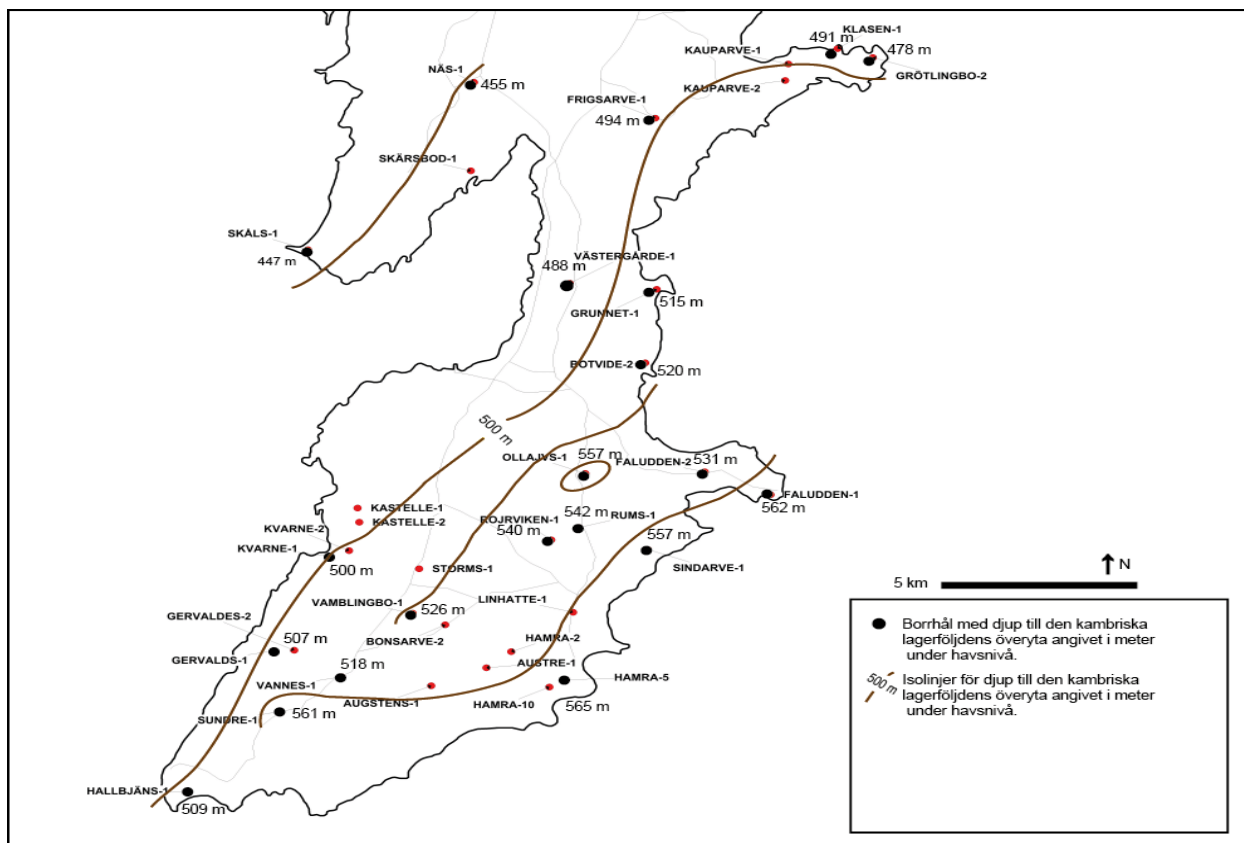 KLASEN-1
491 m
KAUPARVE-1
478 m
NÄS-1
GRÖTLINGBO-2
455 m
KAUPARVE-2
FRIGSARVE-1
494 m
SKÄRSBOD-1
SKÅLS-1
447 m
VÄSTERGÅRDE-1
488 m
515 m
GRUNNET-1
BOTVIDE-2
520 m
500 m
OLLAJVS-1
557 m
FALUDDEN-2
531 m
FALUDDEN-1
562 m
KASTELLE-1
KASTELLE-2
KVARNE-2
KVARNE-1
500 m
ROJRVIKEN-1
542 m
RUMS-1
540 m
557 m
SINDARVE-1
STORMS-1
VAMBLINGBO-1
526 m
LINHATTE-1
BONSARVE-2
GERVALDES-2
507 m
GERVALDS-1
HAMRA-2
AUSTRE-1
518 m
VANNES-1
HAMRA-5
AUGSTENS-1
HAMRA-10
565 m
SUNDRE-1
561 m
HALLBJÄNS-1
509 m
N
5 km
Borrhål med djup till den kambriska
lagerföljdens överyta angivet i meter
under havsnivå.
500 m
Isolinjer för djup till den kambriska
lagerföljdens överyta angivet i meter
under havsnivå.